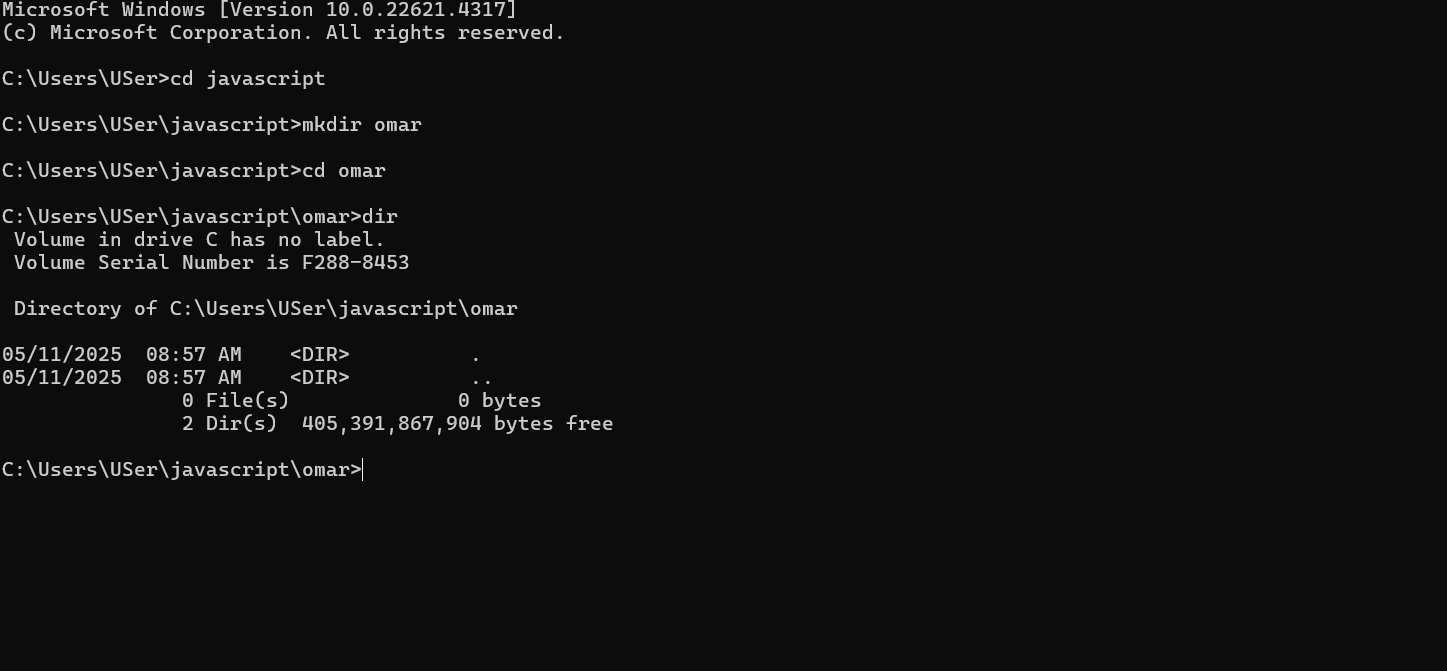 Microsoft Windows [Version 10.0.22621.4317]
(c) Microsoft Corporation. All rights reserved.
C:\Users\USer>cd javascript
C:\Users\USer\javascript>mkdir omar
C:\Users\USer\javascript>cd omar
C:\Users\USer\javascript\omar>dir
 Volume in drive C has no label.
 Volume Serial Number is F288-8453
 Directory of C:\Users\USer\javascript\omar
05/11/2025  08:57 AM    <DIR>          .
05/11/2025  08:57 AM    <DIR>          ..
               0 File(s)              0 bytes
               2 Dir(s)  405,391,867,904 bytes free
C:\Users\USer\javascript\omar>